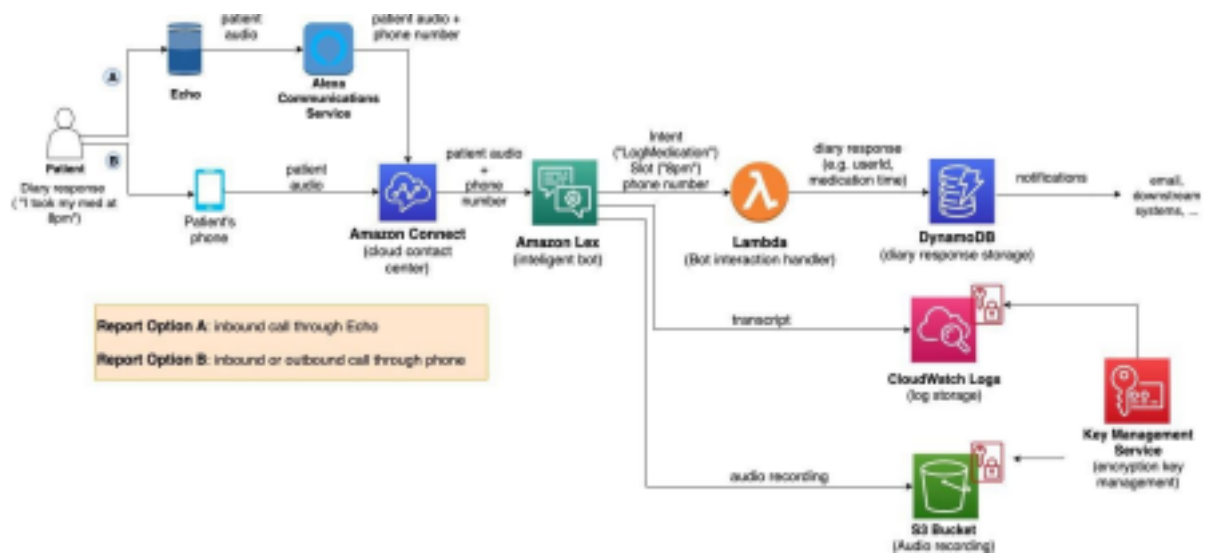 patient
audio
patient audio +
phone number
A
Echo
Alexa
Communications
Service
B
Patient
Diary response
( "I took my med at
8pm")
patient
audio
Patient's
phone
patient audio
+
phone
number
Amazon Connect
(cloud contact
center)
Amazon Lex
(inteligent bot)
Intent
("LogMedication")
Slot ("8pm")
phone number
Lambda
(Bot interaction handler)
diary response
(e.g. userId,
medication time)
DynamoDB
(diary response storage)
notifications
email,
downstream
systems, ...
Report Option A: inbound call through Echo
Report Option B: inbound or outbound call through phone
transcript
CloudWatch Logs
(log storage)
Key Management
Service
(encryption key
management)
audio recording
S3 Bucket
(Audio recording)